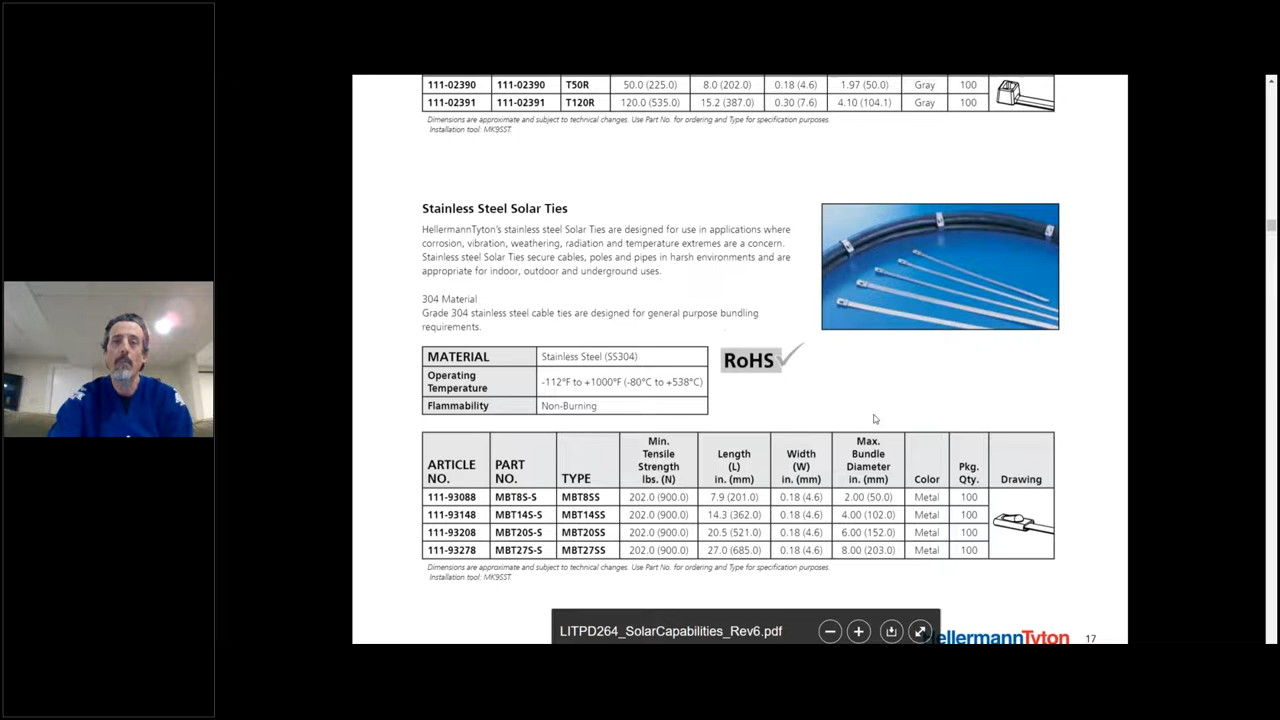 111-02390 111-02390 T50R 50.0 (225.0) 8.0 (202.0) 0.18 (4.6) 1.97 (50.0) Gray 100
111-02391 111-02391 T120R 120.0 (535.0) 15.2 (387.0) 0.30 (7.6) 4.10 (104.1) Gray 100
Dimensions are approximate and subject to technical changes. Use Part No. for ordering and Type for specification purposes.
Installation tool: MK9SST.
Stainless Steel Solar Ties
HellermannTyton's stainless steel Solar Ties are designed for use in applications where
corrosion, vibration, weathering, radiation and temperature extremes are a concern.
Stainless steel Solar Ties secure cables, poles and pipes in harsh environments and are
appropriate for indoor, outdoor and underground uses.
304 Material
Grade 304 stainless steel cable ties are designed for general purpose bundling
requirements.
MATERIAL Stainless Steel (SS304)
Operating
Temperature -112°F to +1000°F (-80°C to +538°C)
Flammability Non-Burning
RoHS
ARTICLE NO. PART NO. TYPE Min. Tensile Strength lbs. (N) Length (L) in. (mm) Width (W) in. (mm) Max. Bundle Diameter in. (mm) Color Pkg. Qty. Drawing
111-93088 MBT8S-S MBT8SS 202.0 (900.0) 7.9 (201.0) 0.18 (4.6) 2.00 (50.0) Metal 100
111-93148 MBT14S-S MBT14SS 202.0 (900.0) 14.3 (362.0) 0.18 (4.6) 4.00 (102.0) Metal 100
111-93208 MBT20S-S MBT20SS 202.0 (900.0) 20.5 (521.0) 0.18 (4.6) 6.00 (152.0) Metal 100
111-93278 MBT27S-S MBT27SS 202.0 (900.0) 27.0 (685.0) 0.18 (4.6) 8.00 (203.0) Metal 100
Dimensions are approximate and subject to technical changes. Use Part No. for ordering and Type for specification purposes.
Installation tool: MK9SST.
LITPD264_SolarCapabilities_Rev6.pdf
ellermannTyton 17